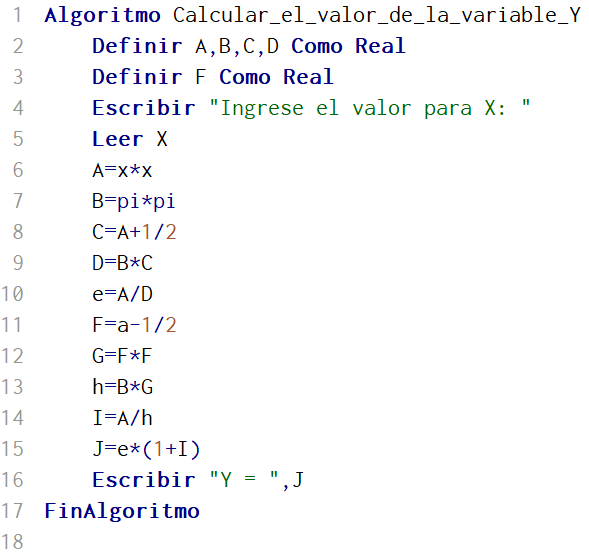 1 Algoritmo Calcular_el_valor_de_la_variable_Y
2 Definir A,B,C,D Como Real
3 Definir F Como Real
4 Escribir "Ingrese el valor para X: "
5 Leer X
6 A=x*x
7 B=pi*pi
8 C=A+1/2
9 D=B*C
10 e=A/D
11 F=a-1/2
12 G=F*F
13 h=B*G
14 I=A/h
15 J=e*(1+I)
16 Escribir "Y = ",J
17 FinAlgoritmo
18